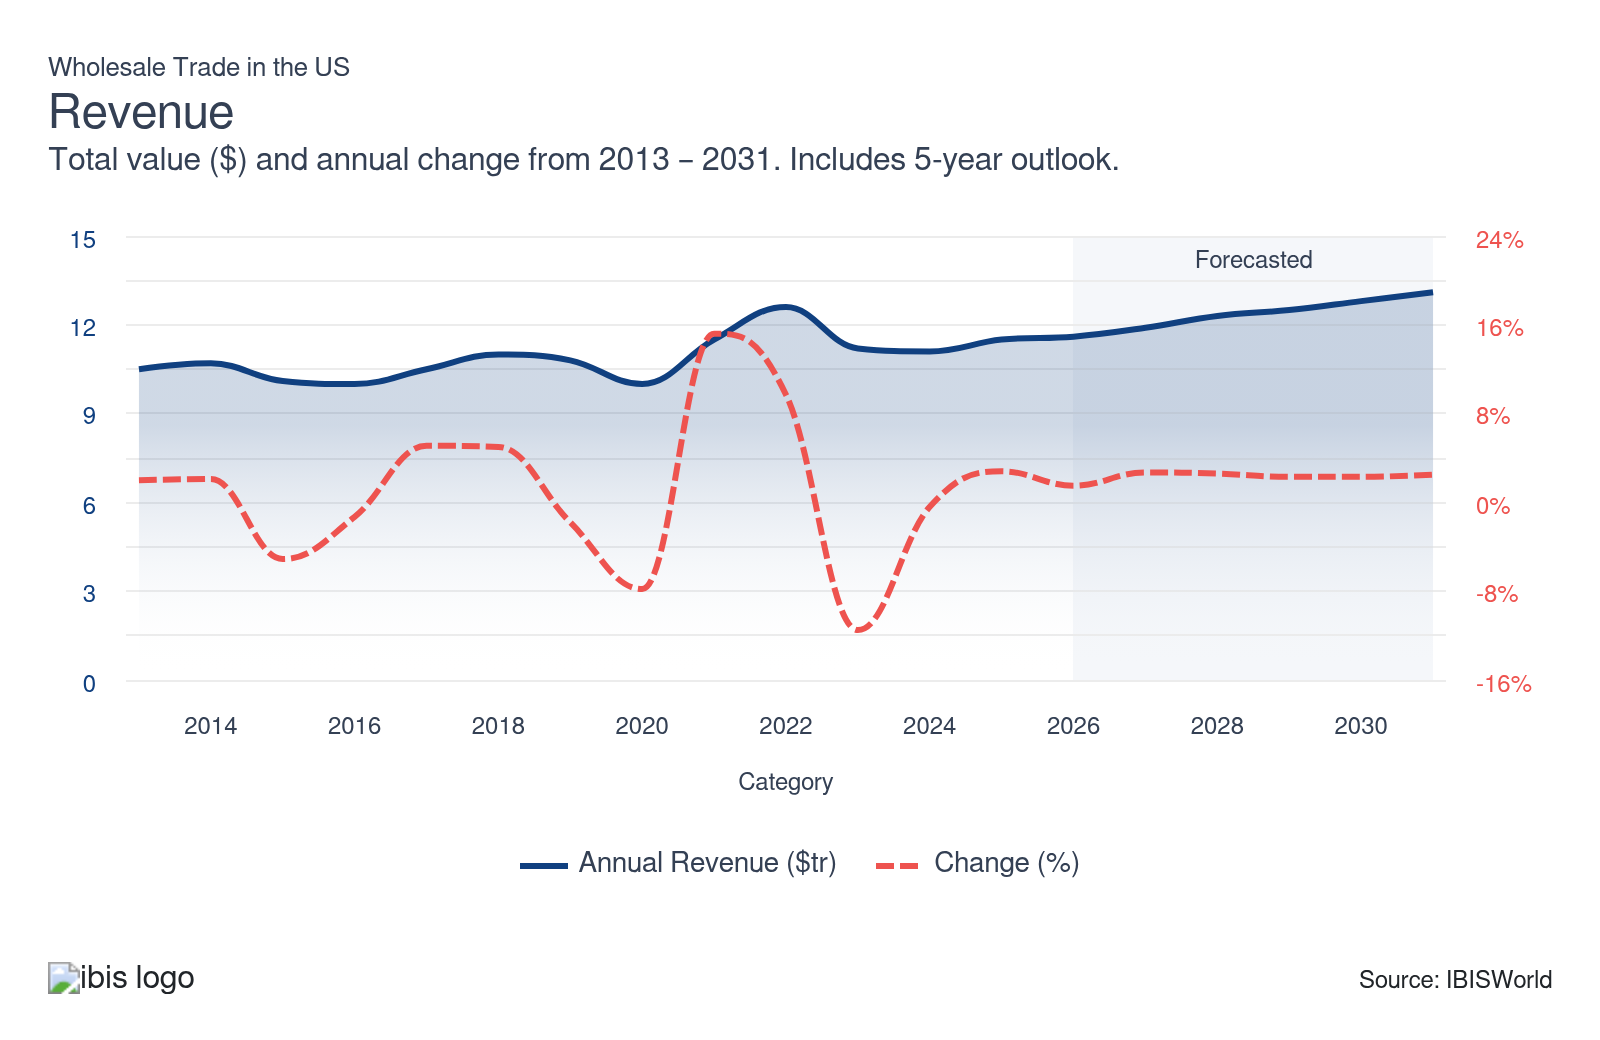 Wholesale Trade in the US
Revenue
Total value ($) and annual change from 2013 – 2031. Includes 5-year outlook.
15 24%
Forecasted
12 16%
9 8%
6 0%
3 -8%
0 -16%
2014 2016 2018 2020 2022 2024 2026 2028 2030
Category
Annual Revenue ($tr) Change (%)
ibis logo Source: IBISWorld